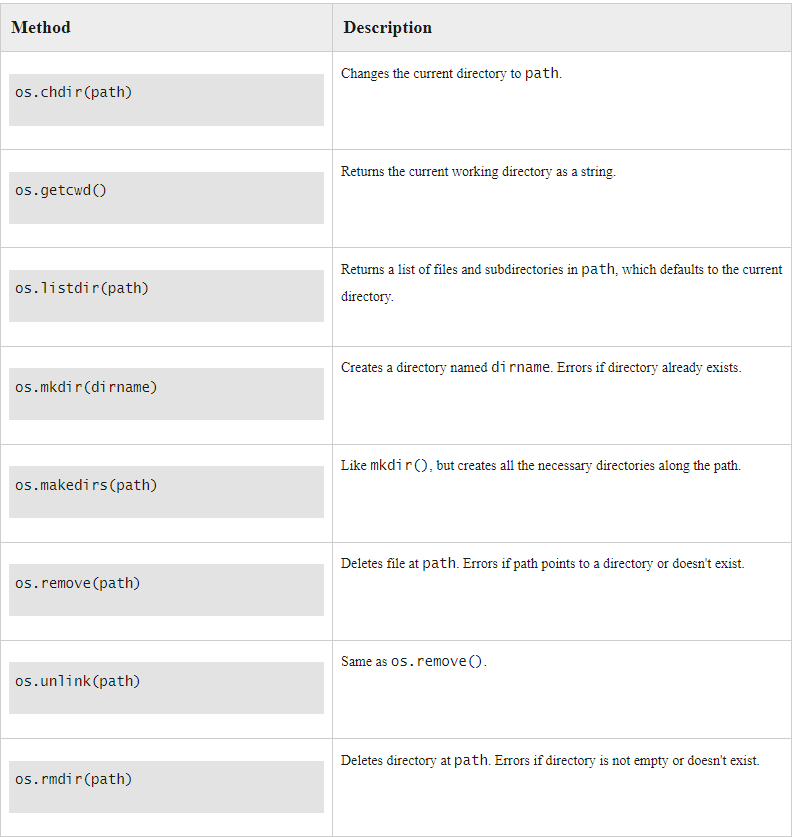 Method Description
os.chdir(path)
Changes the current directory to path.
os.getcwd()
Returns the current working directory as a string.
os.listdir(path)
Returns a list of files and subdirectories in path, which defaults to the current
directory.
os.mkdir(dirname)
Creates a directory named dirname. Errors if directory already exists.
os.makedirs(path)
Like mkdir(), but creates all the necessary directories along the path.
os.remove(path)
Deletes file at path. Errors if path points to a directory or doesn't exist.
os.unlink(path)
Same as os.remove().
os.rmdir(path)
Deletes directory at path. Errors if directory is not empty or doesn't exist.